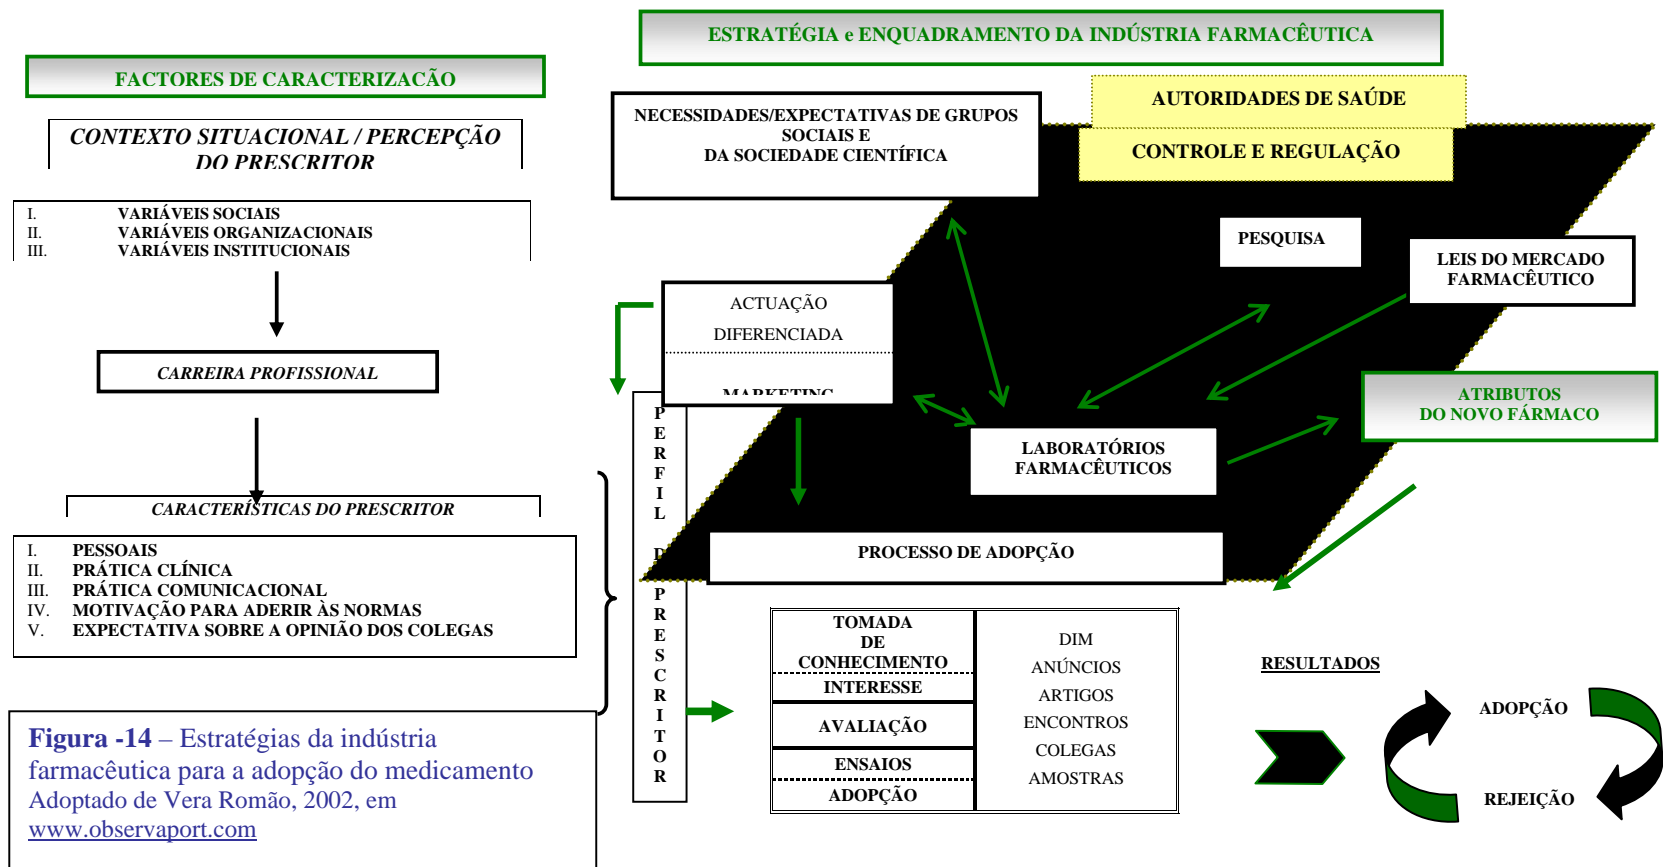 ESTRATÉGIA e ENQUADRAMENTO DA INDÚSTRIA FARMACÊUTICA
FACTORES DE CARACTERIZACÃO
CONTEXTO SITUACIONAL / PERCEPÇÃO
DO PRESCRITOR
I. VARIÁVEIS SOCIAIS
II. VARIÁVEIS ORGANIZACIONAIS
III. VARIÁVEIS INSTITUCIONAIS
CARREIRA PROFISSIONAL
CARACTERÍSTICAS DO PRESCRITOR
I. PESSOAIS
II. PRÁTICA CLÍNICA
III. PRÁTICA COMUNICACIONAL
IV. MOTIVAÇÃO PARA ADERIR ÀS NORMAS
V. EXPECTATIVA SOBRE A OPINIÃO DOS COLEGAS
Figura -14 – Estratégias da indústria
farmacêutica para a adopção do medicamento
Adoptado de Vera Romão, 2002, em
www.observaport.com
NECESSIDADES/EXPECTATIVAS DE GRUPOS
SOCIAIS E
DA SOCIEDADE CIENTÍFICA
AUTORIDADES DE SAÚDE
CONTROLE E REGULAÇÃO
PESQUISA
LEIS DO MERCADO
FARMACÊUTICO
ACTUAÇÃO
DIFERENCIADA
MARKETING
ATRIBUTOS
DO NOVO FÁRMACO
LABORATÓRIOS
FARMACÊUTICOS
PERFIL D PRESCRITOR
PROCESSO DE ADOPÇÃO
TOMADA
DE
CONHECIMENTO
INTERESSE
AVALIAÇÃO
ENSAIOS
ADOPÇÃO
DIM
ANÚNCIOS
ARTIGOS
ENCONTROS
COLEGAS
AMOSTRAS
RESULTADOS
ADOPÇÃO
REJEIÇÃO